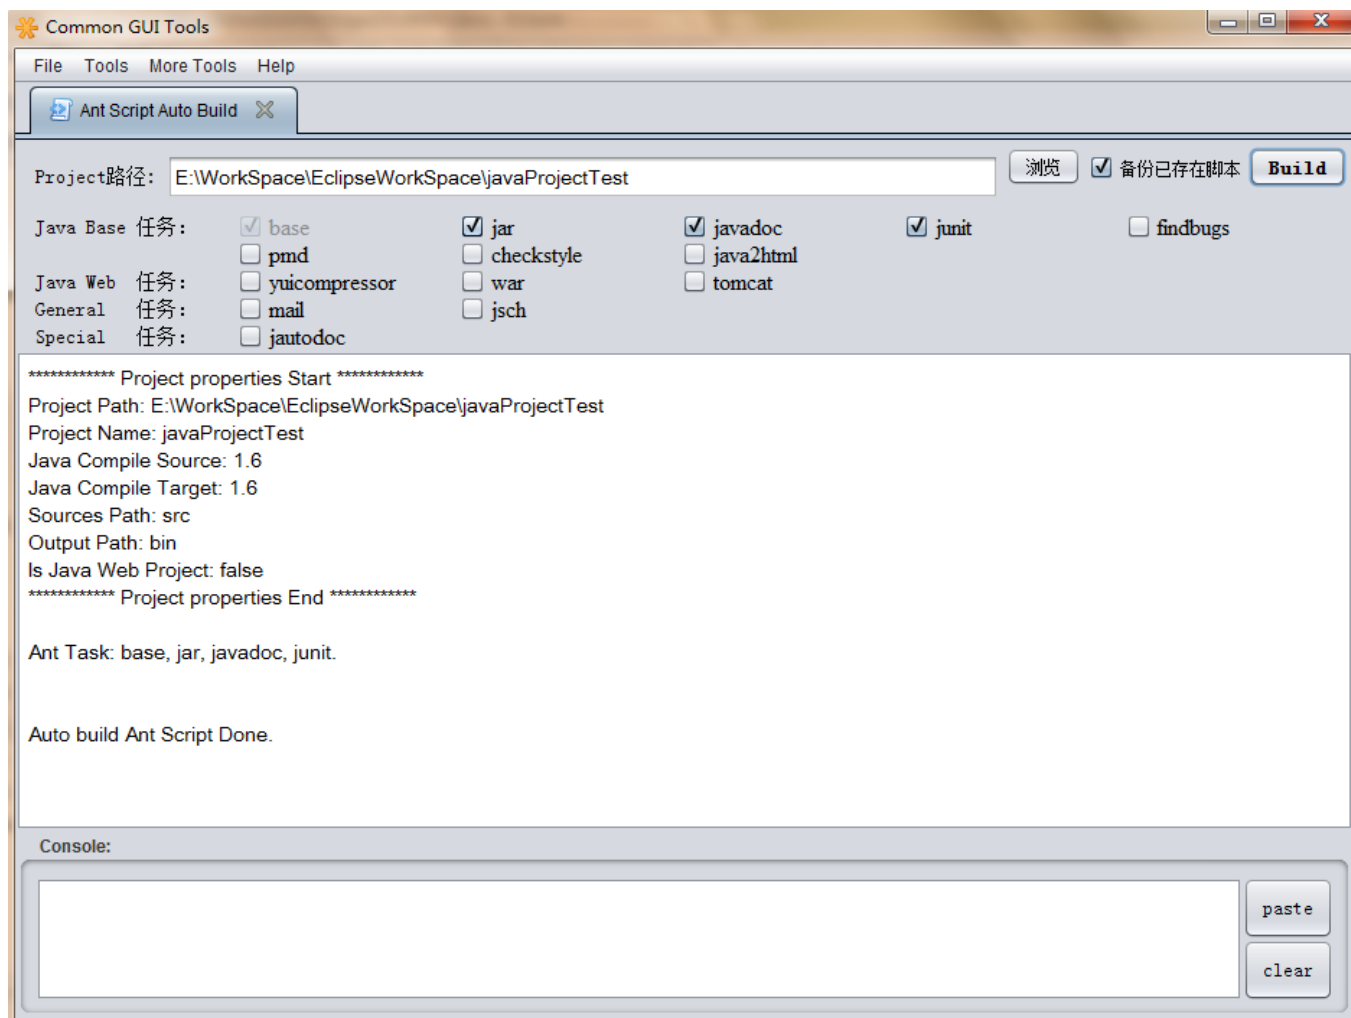 Common GUI Tools
File Tools More Tools Help
Ant Script Auto Build
Project路径: E:\WorkSpace\EclipseWorkSpace\javaProjectTest 浏览 备份已存在脚本 Build
Java Base 任务: base jar javadoc junit findbugs
pmd checkstyle java2html
Java Web 任务: yuicompressor war tomcat
General 任务: mail jsch
Special 任务: jautodoc
************ Project properties Start ************
Project Path: E:\WorkSpace\EclipseWorkSpace\javaProjectTest
Project Name: javaProjectTest
Java Compile Source: 1.6
Java Compile Target: 1.6
Sources Path: src
Output Path: bin
Is Java Web Project: false
************ Project properties End ************
Ant Task: base, jar, javadoc, junit.
Auto build Ant Script Done.
Console:
paste
clear